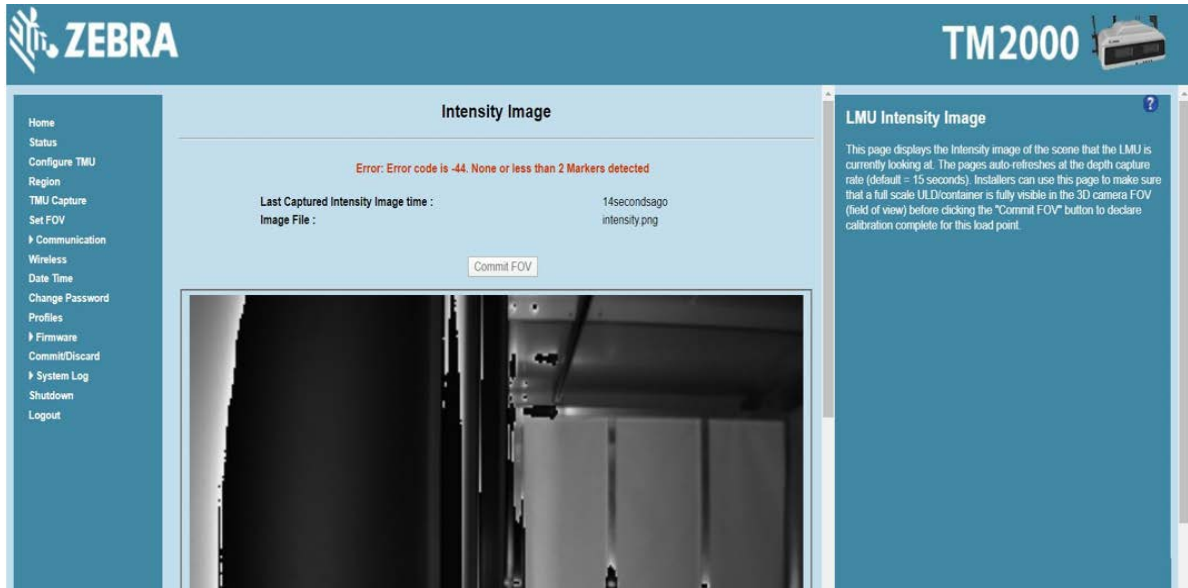 ZEBRA
TM2000
Home
Status
Configure TMU
Region
TMU Capture
Set FOV
Communication
Wireless
Date Time
Change Password
Profiles
Firmware
Commit/Discard
System Log
Shutdown
Logout
Intensity Image
Error: Error code is -44. None or less than 2 Markers detected
Last Captured Intensity Image time : 14secondsago
Image File : intensity.png
Commit FOV
?
LMU Intensity Image
This page displays the Intensity image of the scene that the LMU is
currently looking at. The pages auto-refreshes at the depth capture
rate (default = 15 seconds). Installers can use this page to make sure
that a full scale ULD/container is fully visible in the 3D camera FOV
(field of view) before clicking the "Commit FOV" button to declare
calibration complete for this load point.